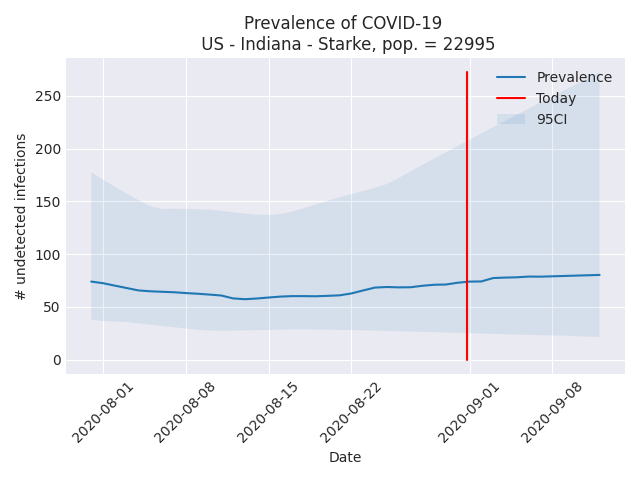 Prevalence of COVID-19
US - Indiana - Starke, pop. = 22995
Prevalence
Today
95CI
# undetected infections
250
200
150
100
50
0
2020-08-01
2020-08-08
2020-08-15
2020-08-22
2020-09-01
2020-09-08
Date